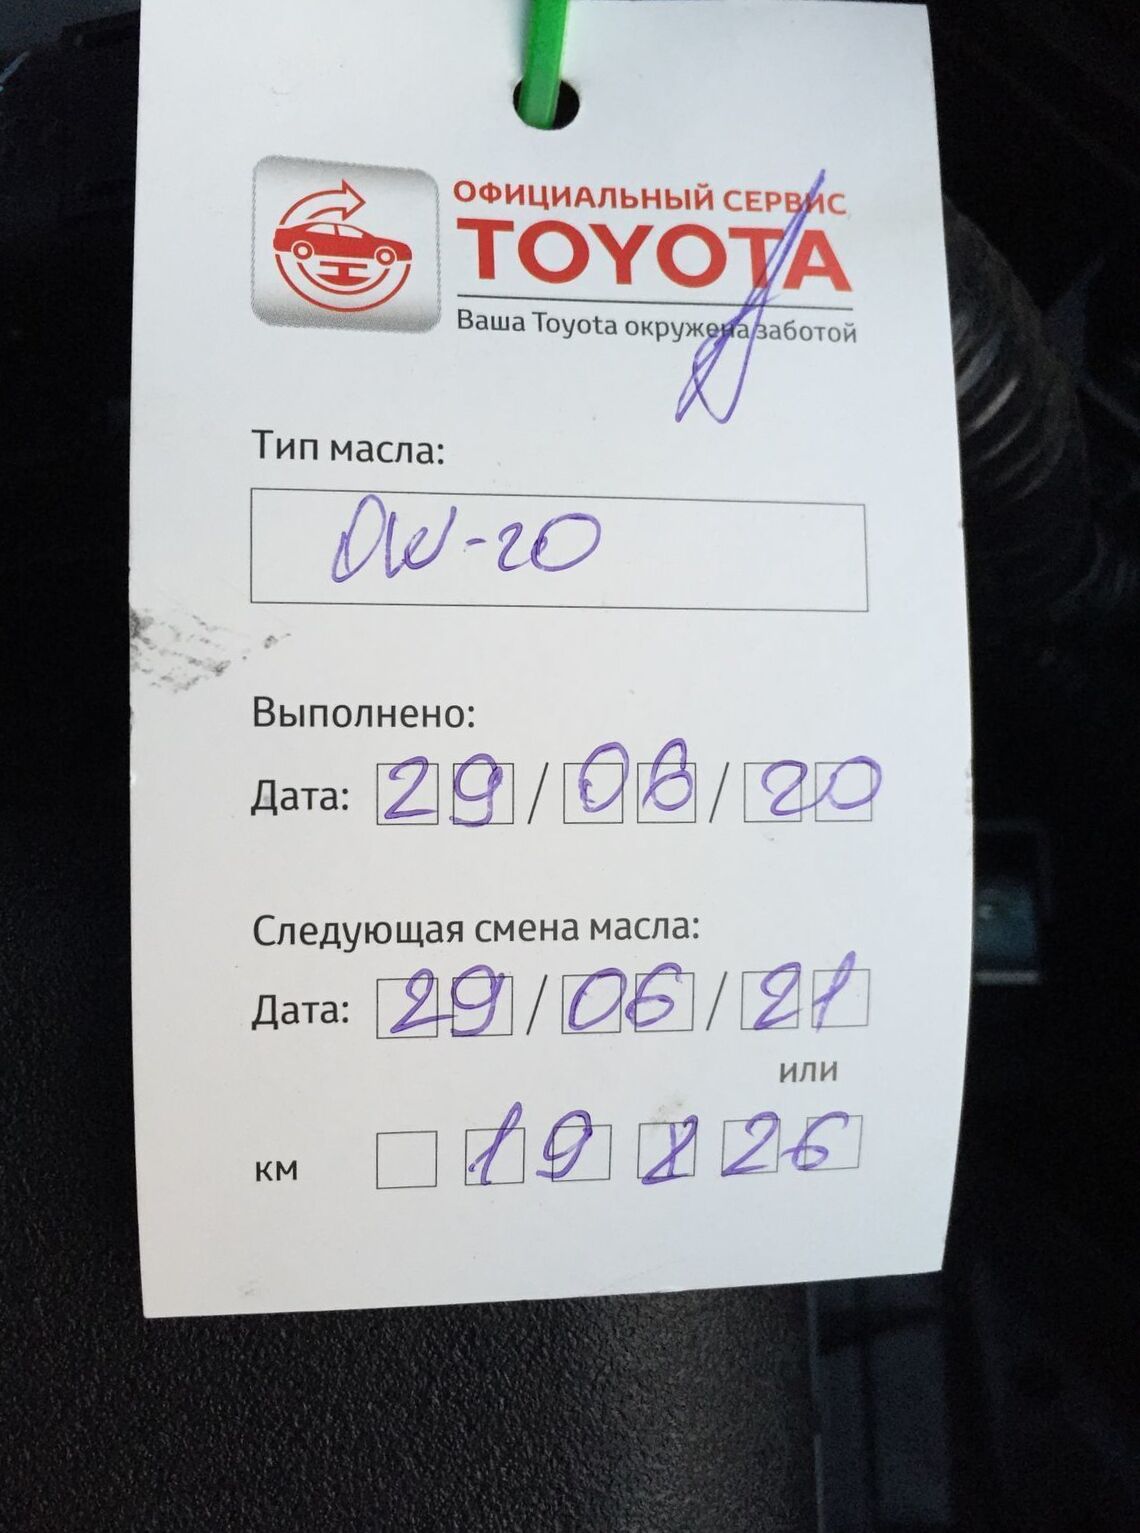 ОФИЦИАЛЬНЫЙ СЕРВИС
TOYOTA
Ваша Toyota окружена заботой
Тип масла:
0W-20
Выполнено:
Дата: 29/06/20
Следующая смена масла:
Дата: 29/06/21
или
км